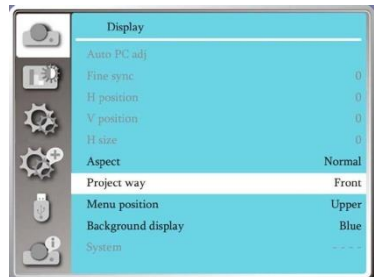 Display
Auto PC adj
Fine sync 0
H position 0
V position 0
H size 0
Aspect Normal
Project way Front
Menu position Upper
Background display Blue
System - - - -